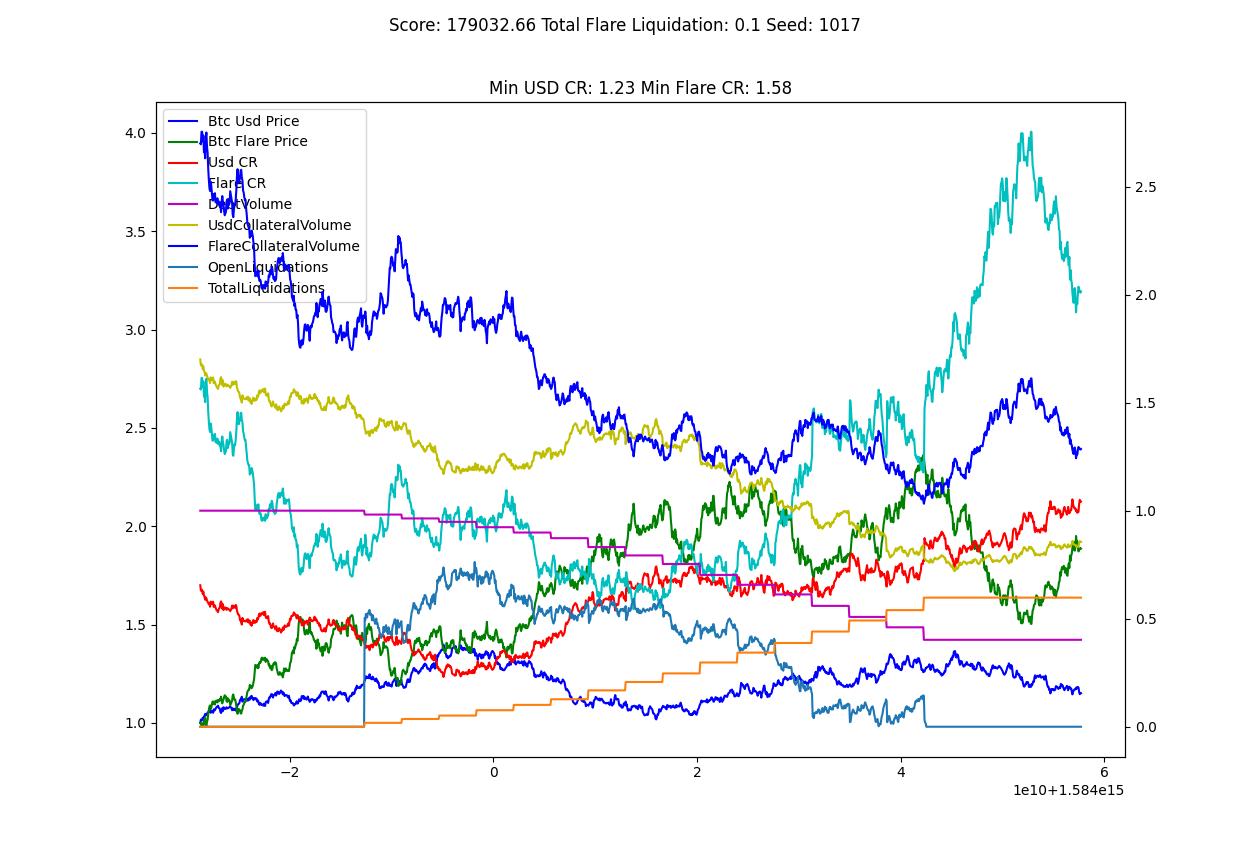 Score: 179032.66 Total Flare Liquidation: 0.1 Seed: 1017
Min USD CR: 1.23 Min Flare CR: 1.58
Btc Usd Price
Btc Flare Price
Usd CR
Flare CR
DebtVolume
UsdCollateralVolume
FlareCollateralVolume
OpenLiquidations
TotalLiquidations
4.0
3.5
3.0
2.5
2.0
1.5
1.0
2.5
2.0
1.5
1.0
0.5
0.0
−2
0
2
4
6
1e10+1.584e15